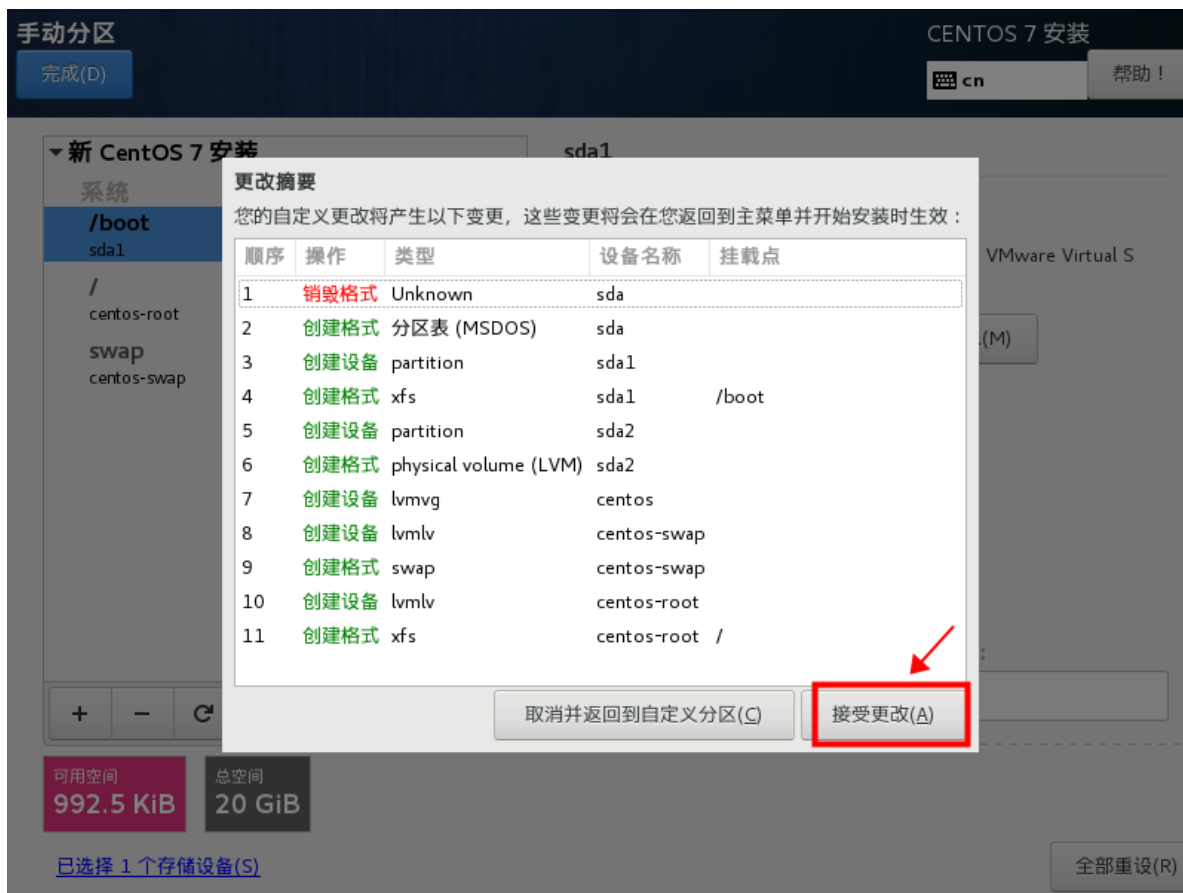 手动分区
CENTOS 7 安装
完成(D)
cn
帮助！
新 CentOS 7 安装
sda1
系统
/boot
sda1
/
centos-root
swap
centos-swap
VMware Virtual S
(M)
更改摘要
您的自定义更改将产生以下变更，这些变更将会在您返回到主菜单并开始安装时生效：
顺序 操作 类型 设备名称 挂载点
1 销毁格式 Unknown sda
2 创建格式 分区表 (MSDOS) sda
3 创建设备 partition sda1
4 创建格式 xfs sda1 /boot
5 创建设备 partition sda2
6 创建格式 physical volume (LVM) sda2
7 创建设备 lvmvg centos
8 创建设备 lvmlv centos-swap
9 创建格式 swap centos-swap
10 创建设备 lvmlv centos-root
11 创建格式 xfs centos-root /
取消并返回到自定义分区(C)
接受更改(A)
可用空间
992.5 KiB
总空间
20 GiB
已选择 1 个存储设备(S)
全部重设(R)